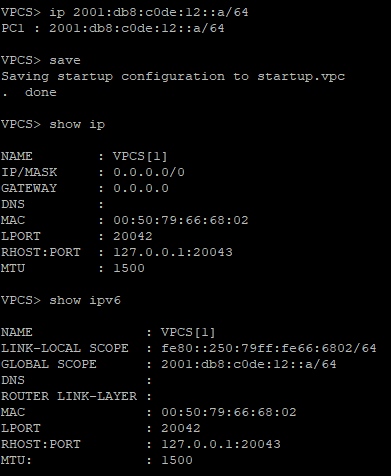 VPCS> ip 2001:db8:c0de:12::a/64
PC1 : 2001:db8:c0de:12::a/64
VPCS> save
Saving startup configuration to startup.vpc
.  done
VPCS> show ip
NAME        : VPCS[1]
IP/MASK     : 0.0.0.0/0
GATEWAY     : 0.0.0.0
DNS         :
MAC         : 00:50:79:66:68:02
LPORT       : 20042
RHOST:PORT  : 127.0.0.1:20043
MTU         : 1500
VPCS> show ipv6
NAME              : VPCS[1]
LINK-LOCAL SCOPE  : fe80::250:79ff:fe66:6802/64
GLOBAL SCOPE      : 2001:db8:c0de:12::a/64
DNS               :
ROUTER LINK-LAYER :
MAC               : 00:50:79:66:68:02
LPORT             : 20042
RHOST:PORT        : 127.0.0.1:20043
MTU:              : 1500